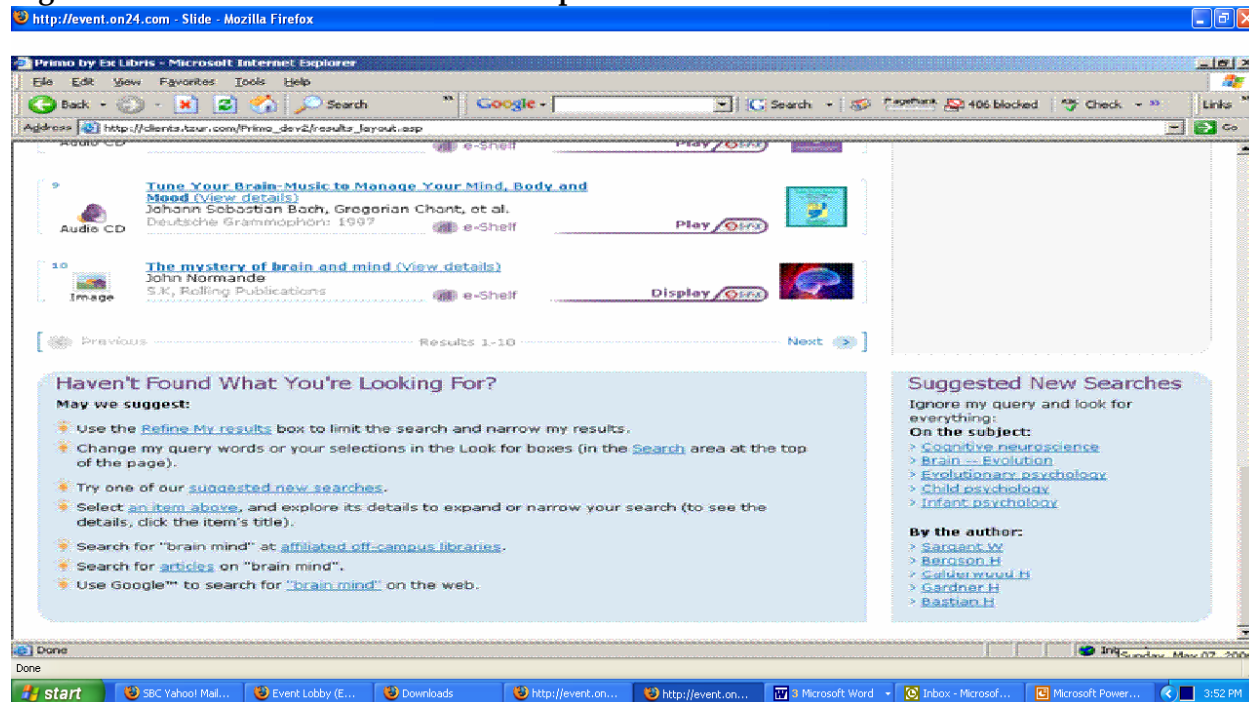 http://event.on24.com - Slide - Mozilla Firefox
Primo by Ex Libris - Microsoft Internet Explorer
File Edit View Favorites Tools Help
Back Search Google Search PageRank 406 blocked Check Links
Address http://clients.tzur.com/Primo_dev2/results_layout.asp Go
Audio CD e-Shelf Play SFX
9 Tune Your Brain-Music to Manage Your Mind, Body and
Mood (View details)
Johann Sebastian Bach, Gregorian Chant, et al.
Audio CD Deutsche Grammophon: 1997 e-Shelf Play SFX
10 The mystery of brain and mind (View details)
John Normande
Image S.K, Rolling Publications e-Shelf Display SFX
Previous Results 1-10 Next
Haven't Found What You're Looking For?
May we suggest:
Use the Refine My results box to limit the search and narrow my results.
Change my query words or your selections in the Look for boxes (in the Search area at the top
of the page).
Try one of our suggested new searches.
Select an item above, and explore its details to expand or narrow your search (to see the
details, click the item's title).
Search for "brain mind" at affiliated off-campus libraries.
Search for articles on "brain mind".
Use Google™ to search for "brain mind" on the web.
Suggested New Searches
Ignore my query and look for
everything:
On the subject:
> Cognitive neuroscience
> Brain -- Evolution
> Evolutionary psychology
> Child psychology
> Infant psychology
By the author:
> Sargant W
> Bergson H
> Calderwood H
> Gardner H
> Bastian H
Done
Sunday, May 07, 200
Done
start SBC Yahoo! Mail... Event Lobby (E... Downloads http://event.on... http://event.on... 3 Microsoft Word Inbox - Microsof... Microsoft Power... 3:52 PM